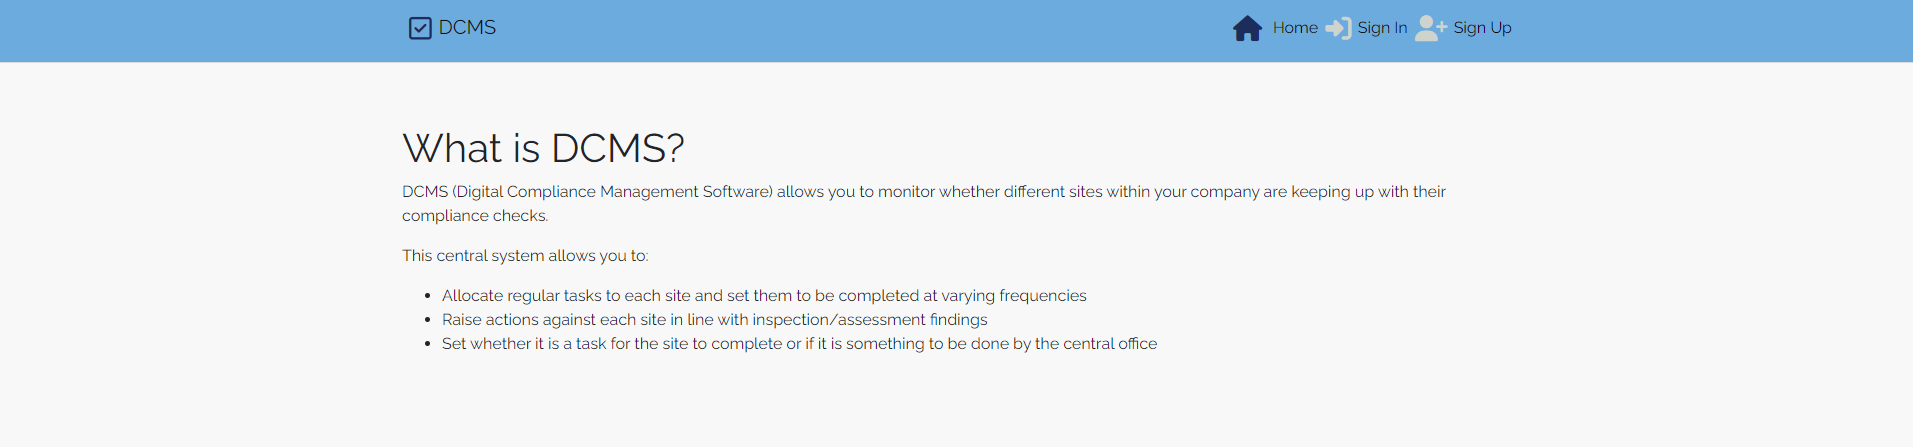 DCMS Home Sign In Sign Up
What is DCMS?
DCMS (Digital Compliance Management Software) allows you to monitor whether different sites within your company are keeping up with their
compliance checks.
This central system allows you to:
• Allocate regular tasks to each site and set them to be completed at varying frequencies
• Raise actions against each site in line with inspection/assessment findings
• Set whether it is a task for the site to complete or if it is something to be done by the central office